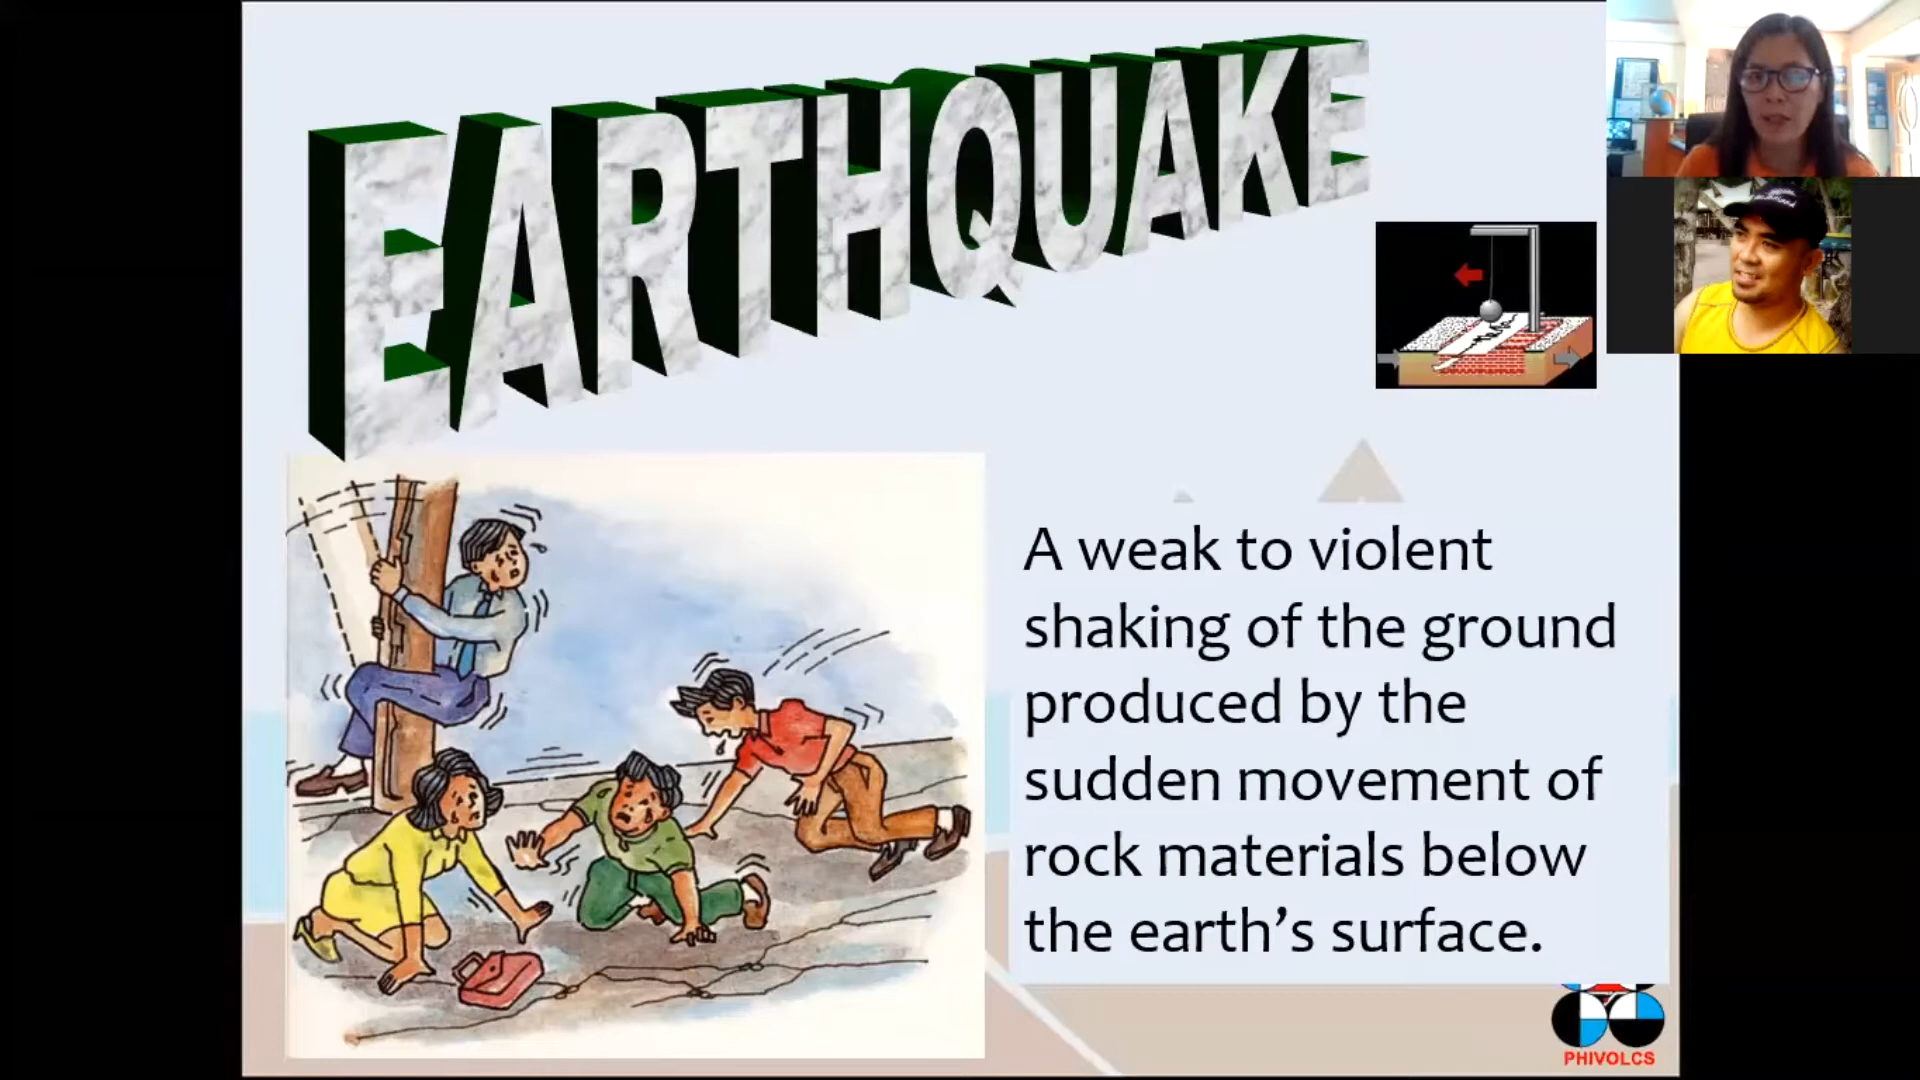 EARTHQUAKE
A weak to violent
shaking of the ground
produced by the
sudden movement of
rock materials below
the earth's surface.
PHIVOLCS